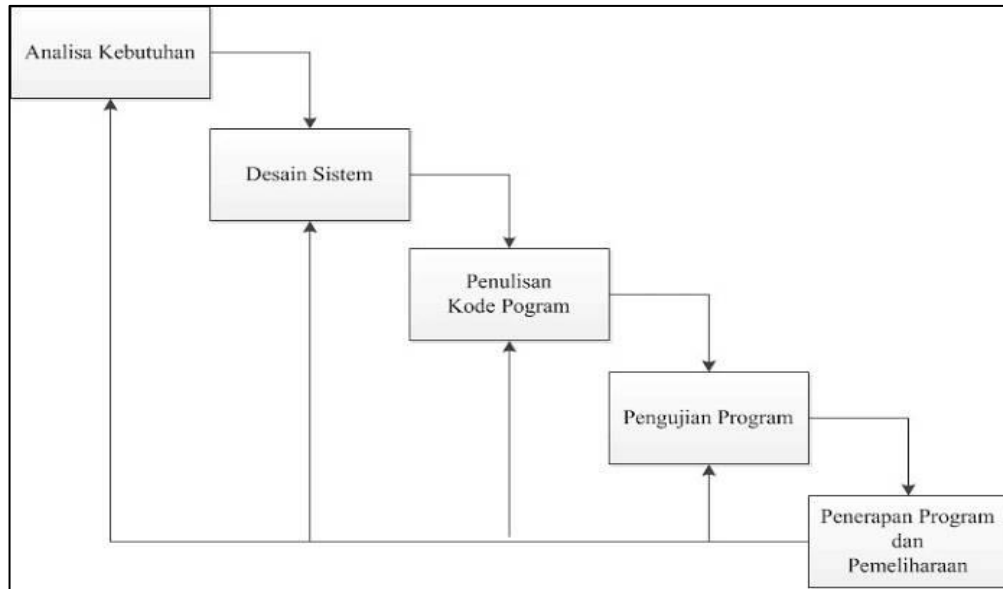 Analisa Kebutuhan
Desain Sistem
Penulisan
Kode Pogram
Pengujian Program
Penerapan Program
dan
Pemeliharaan